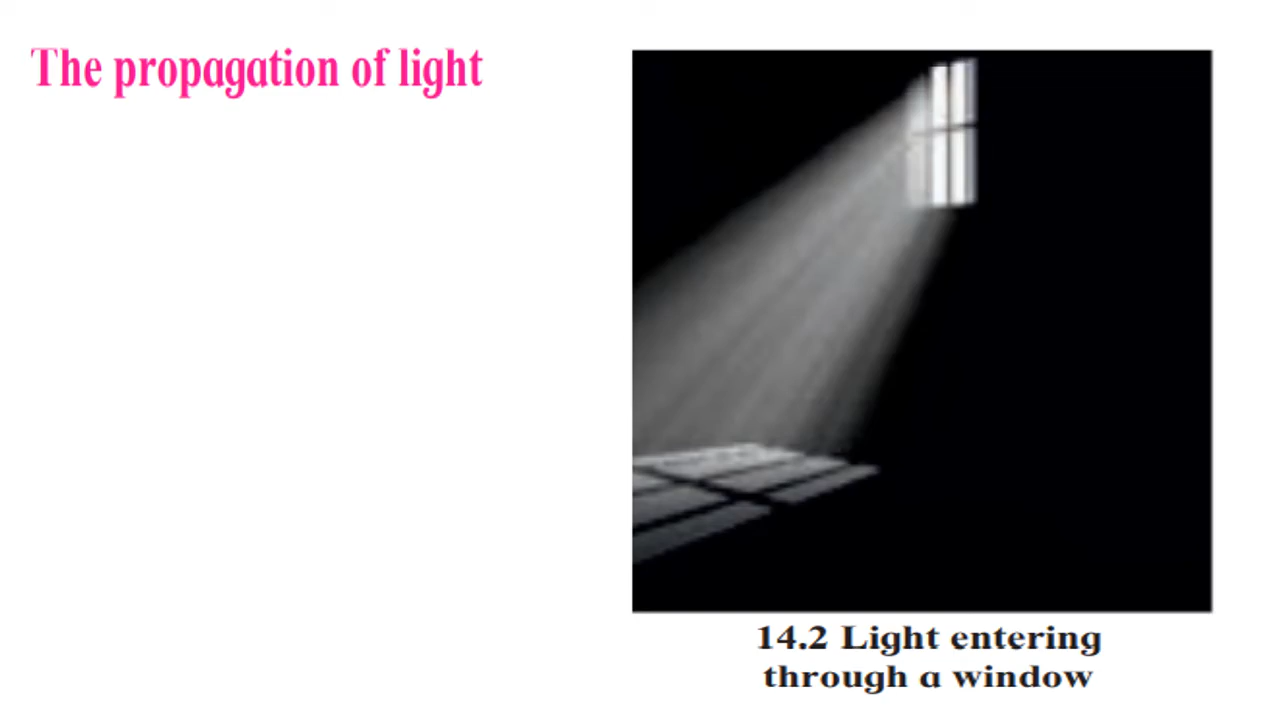 The propagation of light
14.2 Light entering
through a window